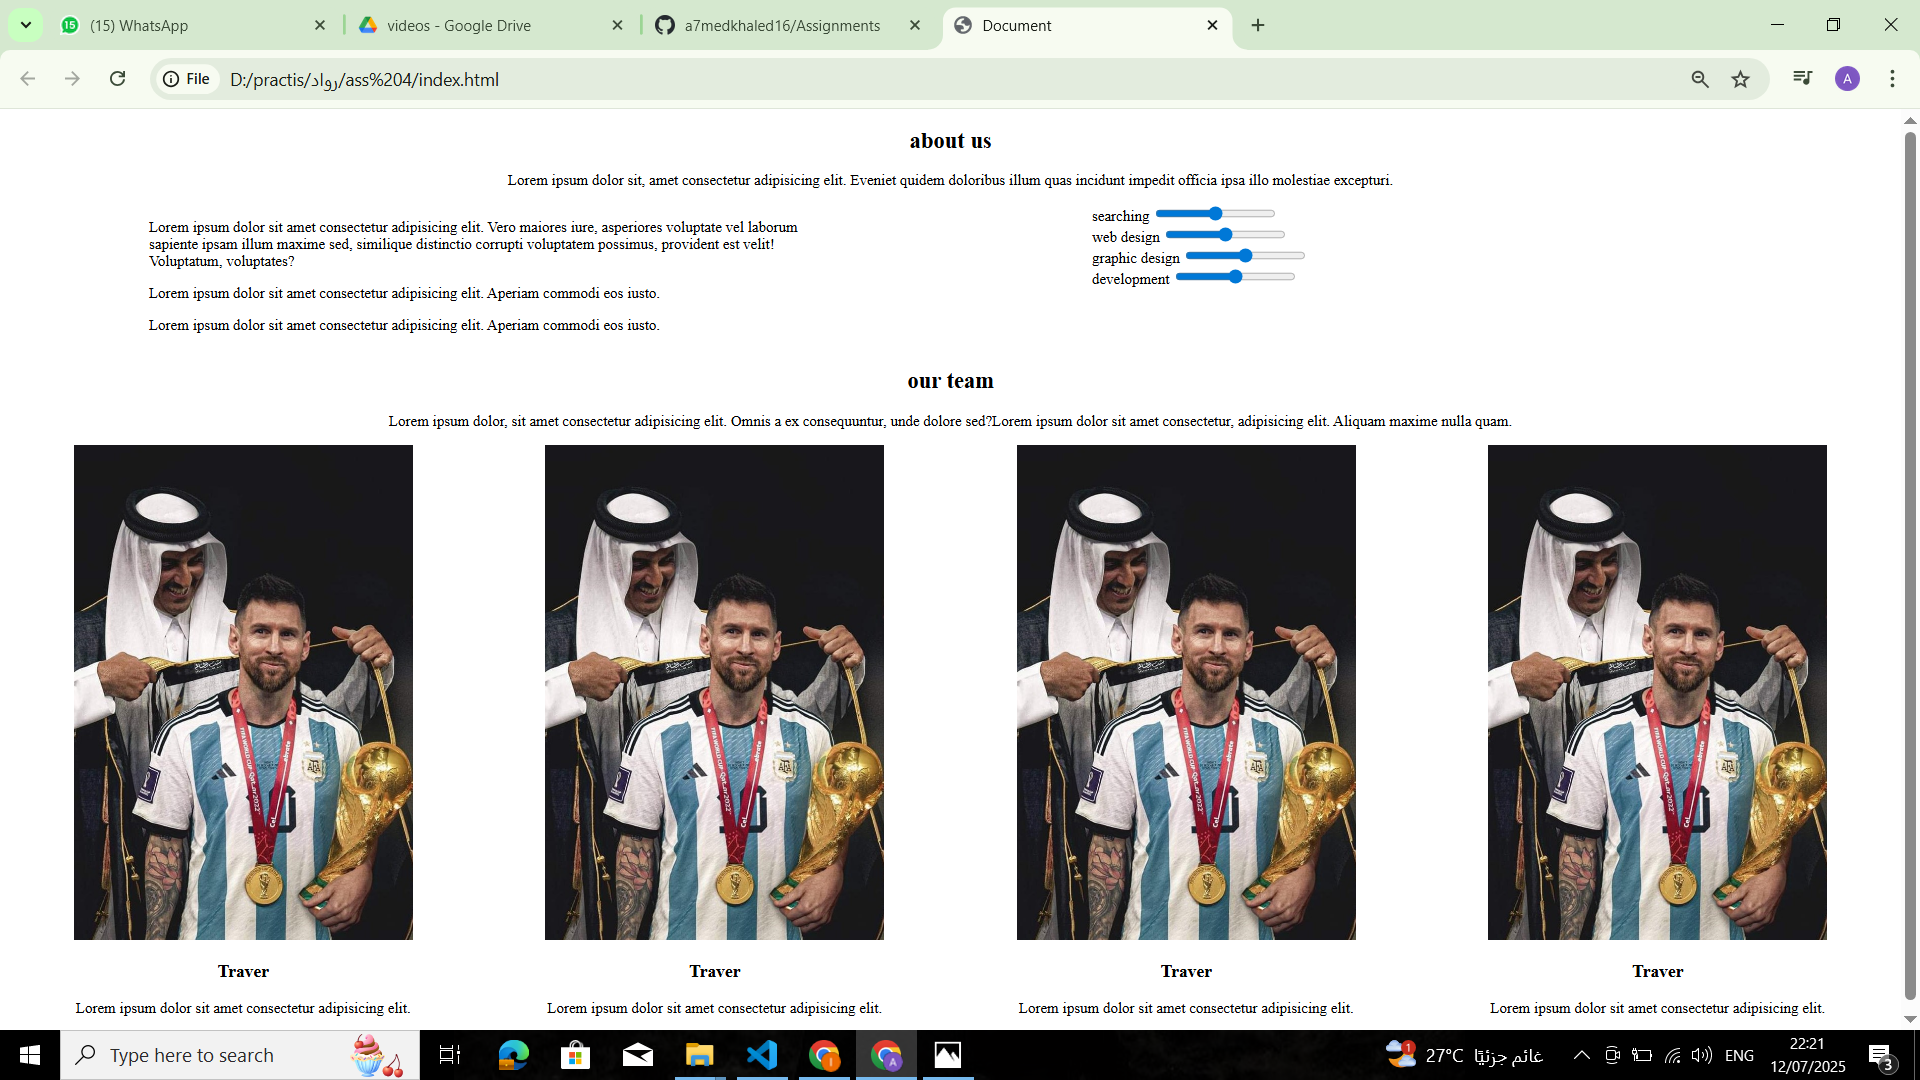 (15) WhatsApp
videos - Google Drive
a7medkhaled16/Assignments
Document
File
D:/practis/رواد/ass%204/index.html
A
about us
Lorem ipsum dolor sit, amet consectetur adipisicing elit. Eveniet quidem doloribus illum quas incidunt impedit officia ipsa illo molestiae excepturi.
Lorem ipsum dolor sit amet consectetur adipisicing elit. Vero maiores iure, asperiores voluptate vel laborum
sapiente ipsam illum maxime sed, similique distinctio corrupti voluptatem possimus, provident est velit!
Voluptatum, voluptates?
Lorem ipsum dolor sit amet consectetur adipisicing elit. Aperiam commodi eos iusto.
Lorem ipsum dolor sit amet consectetur adipisicing elit. Aperiam commodi eos iusto.
searching
web design
graphic design
development
our team
Lorem ipsum dolor, sit amet consectetur adipisicing elit. Omnis a ex consequuntur, unde dolore sed?Lorem ipsum dolor sit amet consectetur, adipisicing elit. Aliquam maxime nulla quam.
Traver
Lorem ipsum dolor sit amet consectetur adipisicing elit.
Traver
Lorem ipsum dolor sit amet consectetur adipisicing elit.
Traver
Lorem ipsum dolor sit amet consectetur adipisicing elit.
Traver
Lorem ipsum dolor sit amet consectetur adipisicing elit.
Type here to search
1
27°C غائم جزئيًا
ENG
22:21
12/07/2025
3